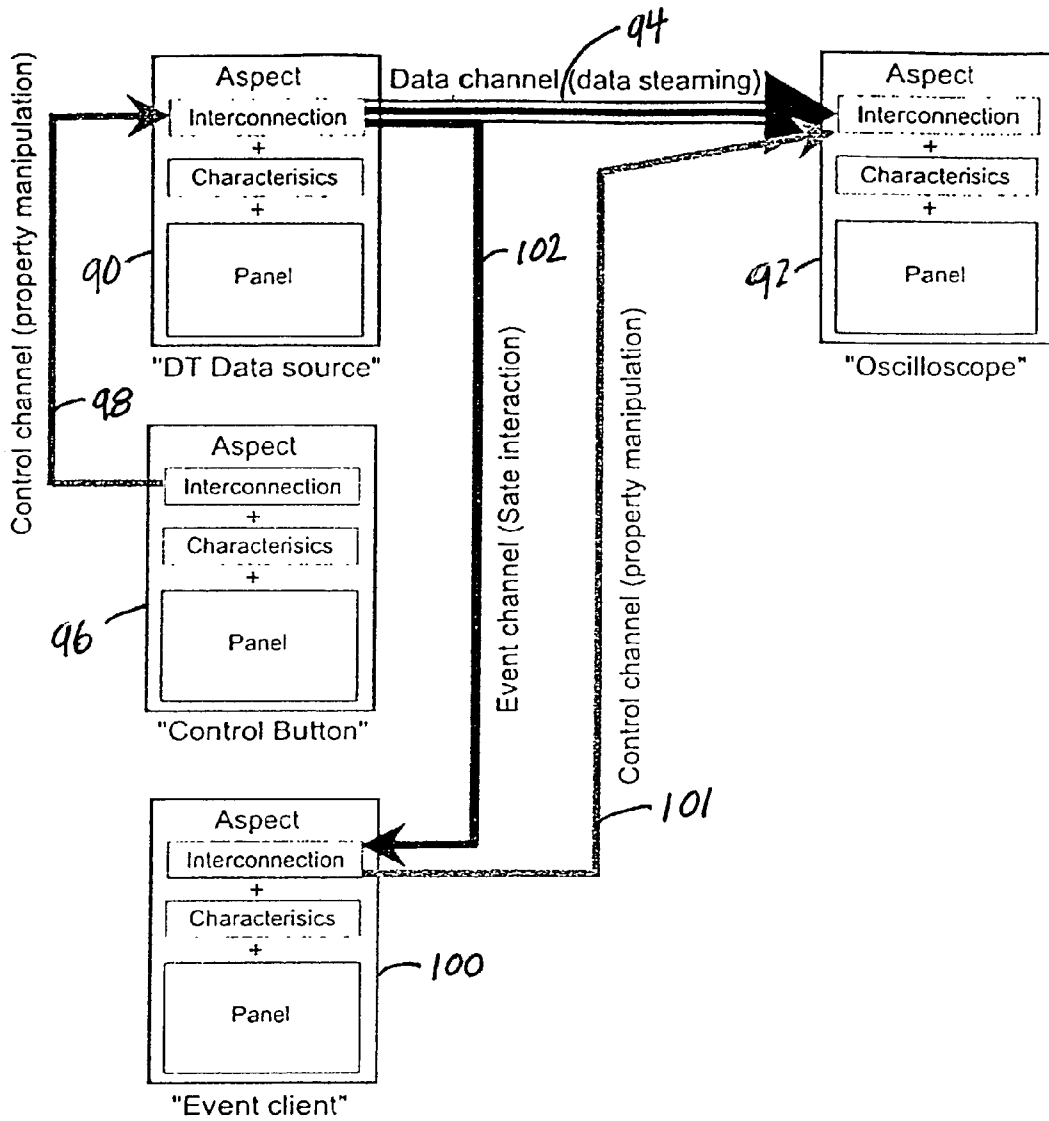 94
Aspect
Interconnection
+
Characterisics
+
Panel
90
"DT Data source"
Data channel (data steaming)
Aspect
Interconnection
+
Characterisics
+
Panel
92
"Oscilloscope"
Control channel (property manipulation)
98
102
Event channel (Sate interaction)
Control channel (property manipulation)
101
Aspect
Interconnection
+
Characterisics
+
Panel
96
"Control Button"
Aspect
Interconnection
+
Characterisics
+
Panel
100
"Event client"